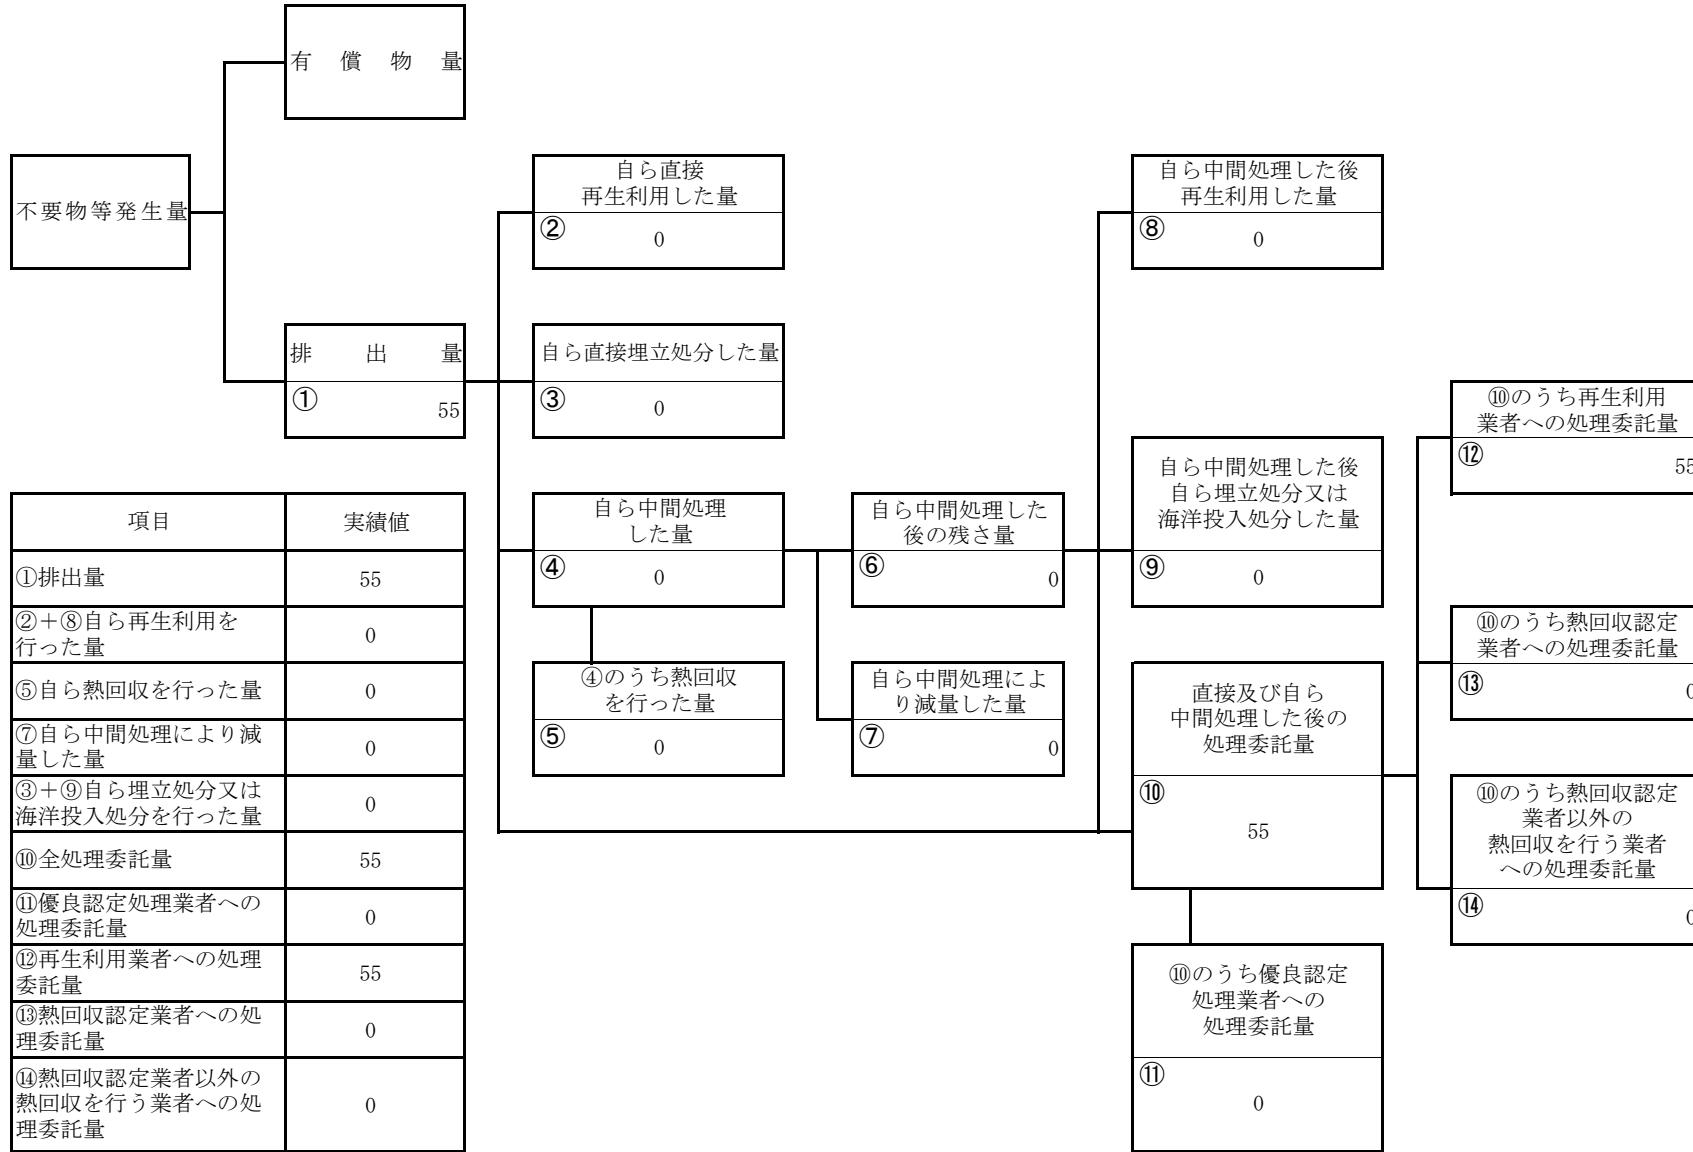 有償物量
不要物等発生量
自ら直接
再生利用した量
②
0
自ら中間処理した後
再生利用した量
⑧
0
排出量
①
55
自ら直接埋立処分した量
③
0
⑩のうち再生利用
業者への処理委託量
⑫
55
自ら中間処理
した量
④
0
自ら中間処理した
後の残さ量
⑥
0
自ら中間処理した後
自ら埋立処分又は
海洋投入処分した量
⑨
0
⑩のうち熱回収認定
業者への処理委託量
⑬
0
④のうち熱回収
を行った量
⑤
0
自ら中間処理によ
り減量した量
⑦
0
直接及び自ら
中間処理した後の
処理委託量
⑩
55
⑩のうち熱回収認定
業者以外の
熱回収を行う業者
への処理委託量
⑭
0
⑩のうち優良認定
処理業者への
処理委託量
⑪
0
項目 実績値
①排出量 55
②＋⑧自ら再生利用を
行った量 0
⑤自ら熱回収を行った量 0
⑦自ら中間処理により減
量した量 0
③＋⑨自ら埋立処分又は
海洋投入処分を行った量 0
⑩全処理委託量 55
⑪優良認定処理業者への
処理委託量 0
⑫再生利用業者への処理
委託量 55
⑬熱回収認定業者への処
理委託量 0
⑭熱回収認定業者以外の
熱回収を行う業者への処
理委託量 0